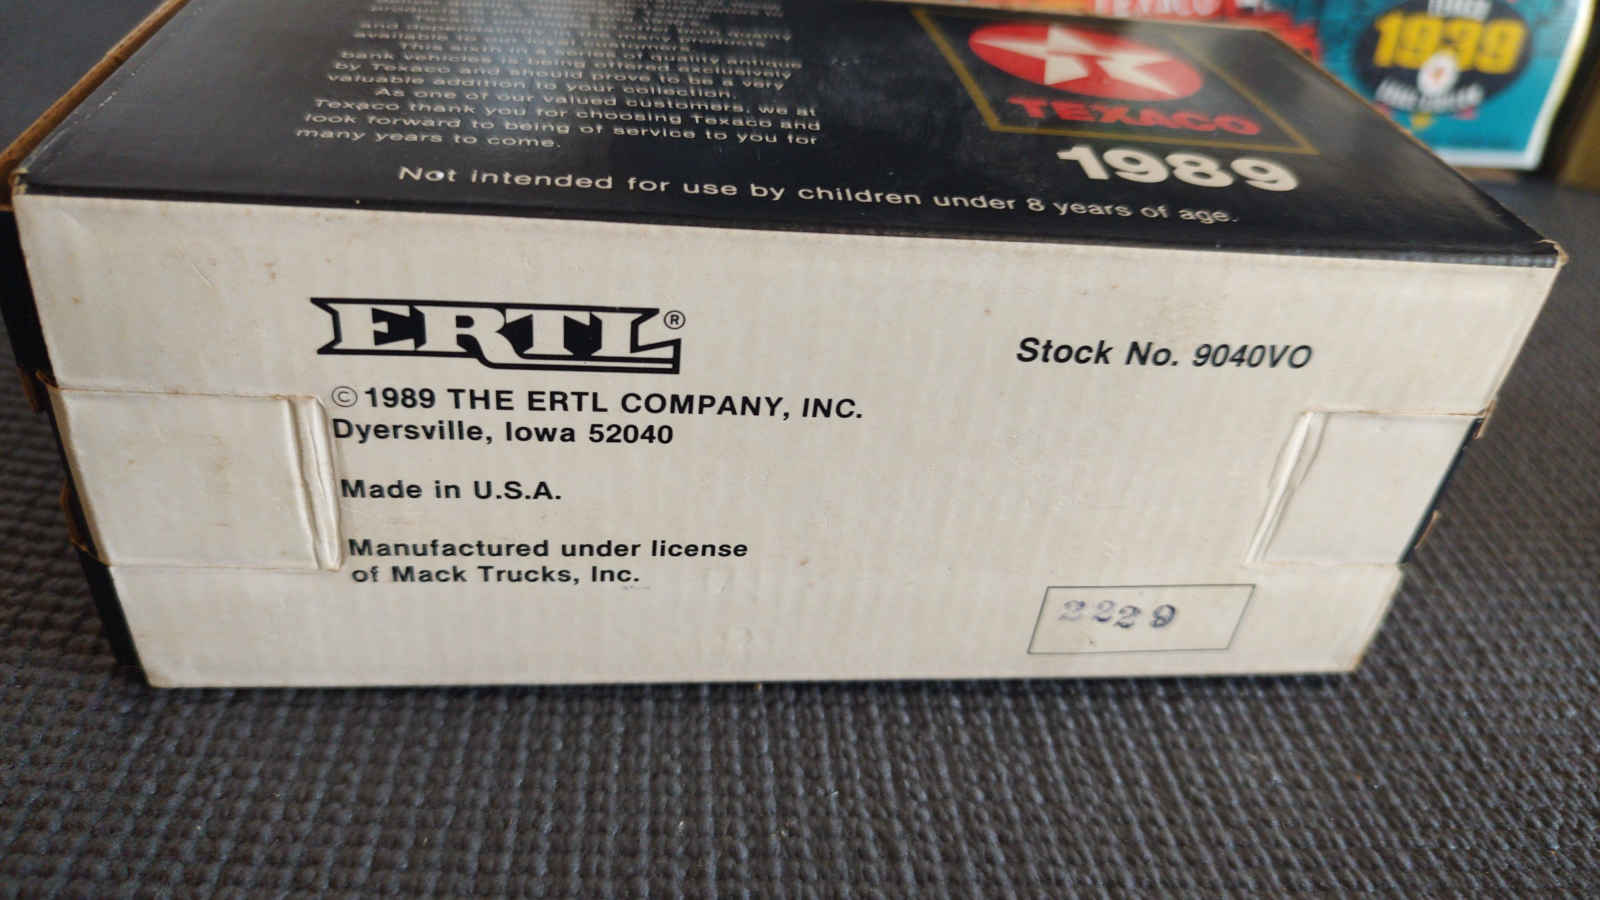 available
This sixth in a series of quality antique
bank vehicles is being offered exclusively
by Texaco and should prove to be a very
valuable addition to your collection.
As one of our valued customers, we at
Texaco thank you for choosing Texaco and
look forward to being of service to you for
many years to come.
TEXACO
1989
Not intended for use by children under 8 years of age.
TEXACO
1939
ERTL®
© 1989 THE ERTL COMPANY, INC.
Dyersville, Iowa 52040
Made in U.S.A.
Manufactured under license
of Mack Trucks, Inc.
Stock No. 9040VO
2229